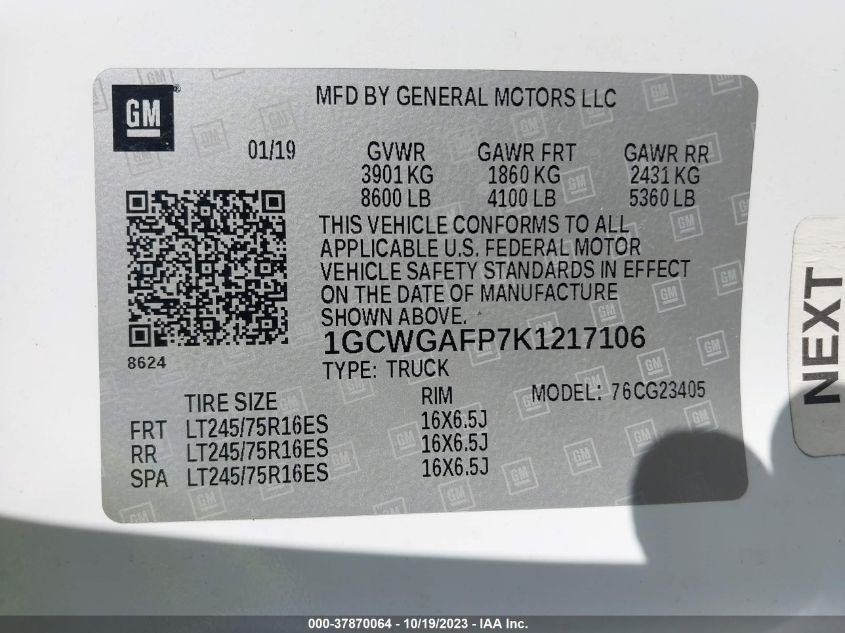 GM
MFD BY GENERAL MOTORS LLC
01/19 GVWR GAWR FRT GAWR RR
3901 KG 1860 KG 2431 KG
8600 LB 4100 LB 5360 LB
THIS VEHICLE CONFORMS TO ALL
APPLICABLE U.S. FEDERAL MOTOR
VEHICLE SAFETY STANDARDS IN EFFECT
ON THE DATE OF MANUFACTURE
SHOWN ABOVE.
1GCWGAFP7K1217106
8624
TYPE: TRUCK
TIRE SIZE RIM MODEL: 76CG23405
FRT LT245/75R16ES 16X6.5J
RR LT245/75R16ES 16X6.5J
SPA LT245/75R16ES 16X6.5J
NEXT
000-37870064 - 10/19/2023 - IAA Inc.